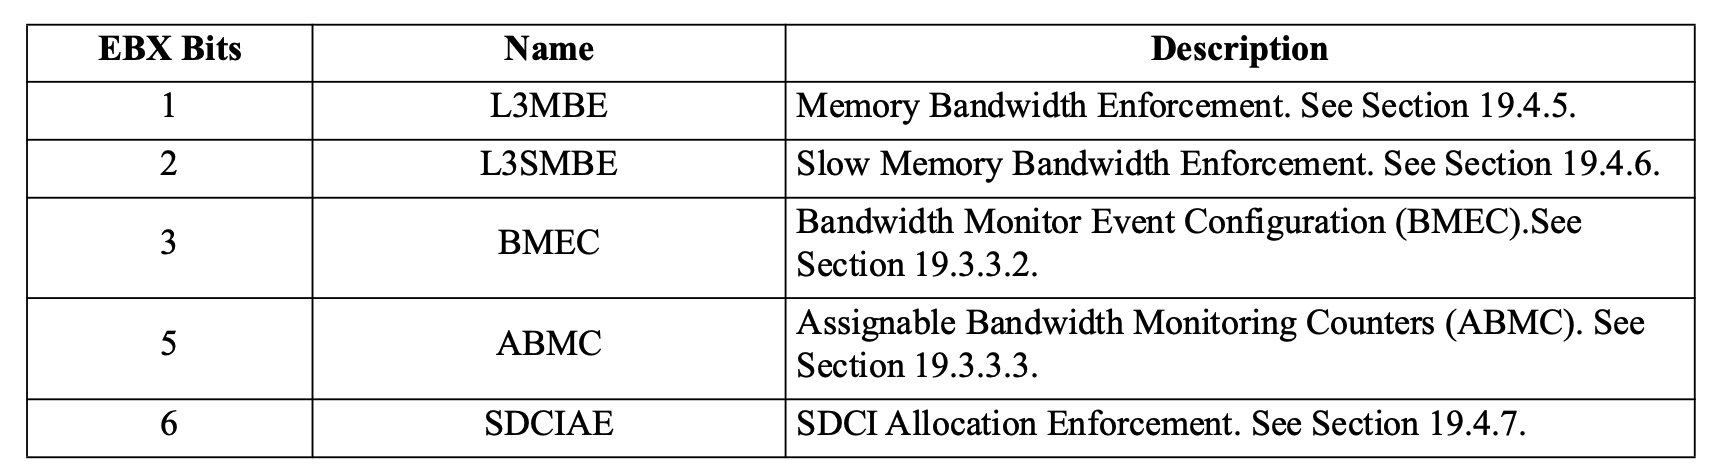 EBX Bits Name Description
1 L3MBE Memory Bandwidth Enforcement. See Section 19.4.5.
2 L3SMBE Slow Memory Bandwidth Enforcement. See Section 19.4.6.
3 BMEC Bandwidth Monitor Event Configuration (BMEC).See
Section 19.3.3.2.
5 ABMC Assignable Bandwidth Monitoring Counters (ABMC). See
Section 19.3.3.3.
6 SDCIAE SDCI Allocation Enforcement. See Section 19.4.7.